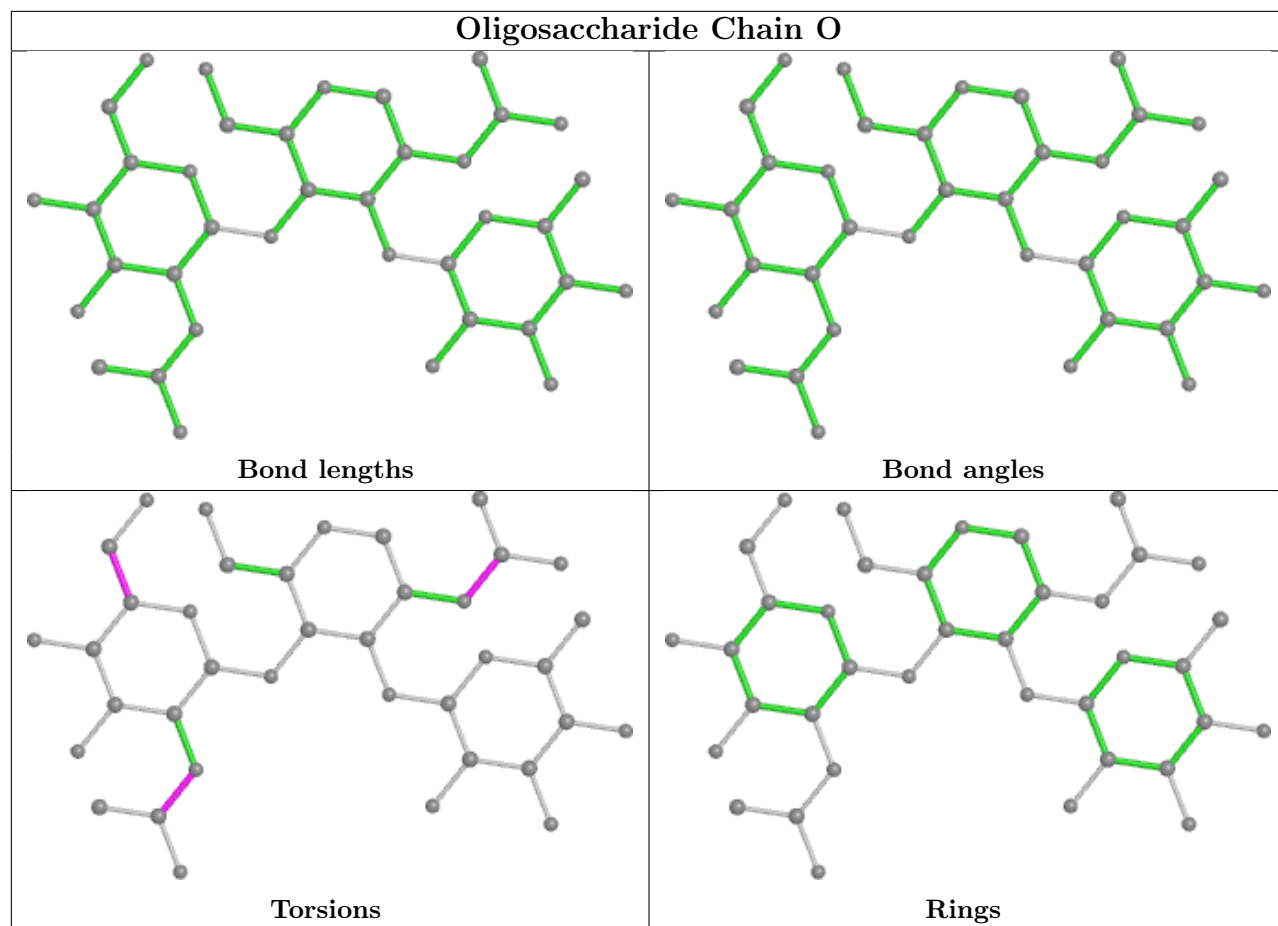 Oligosaccharide Chain O
Bond lengths
Bond angles
Torsions
Rings